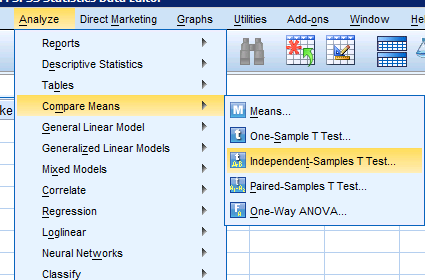 Statistics Data Editor
Analyze Direct Marketing Graphs Utilities Add-ons Window
Reports
Descriptive Statistics
Tables
ke
Compare Means
Means...
General Linear Model
One-Sample T Test...
Generalized Linear Models
Independent-Samples T Test...
Mixed Models
Correlate
Paired-Samples T Test...
Regression
One-Way ANOVA...
Loglinear
Neural Networks
Classify